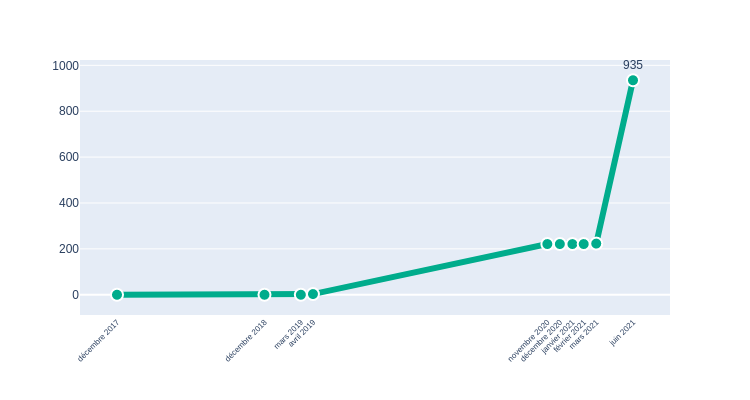 935
1000
800
600
400
200
0
décembre 2017
décembre 2018
mars 2019
avril 2019
novembre 2020
décembre 2020
janvier 2021
février 2021
mars 2021
juin 2021